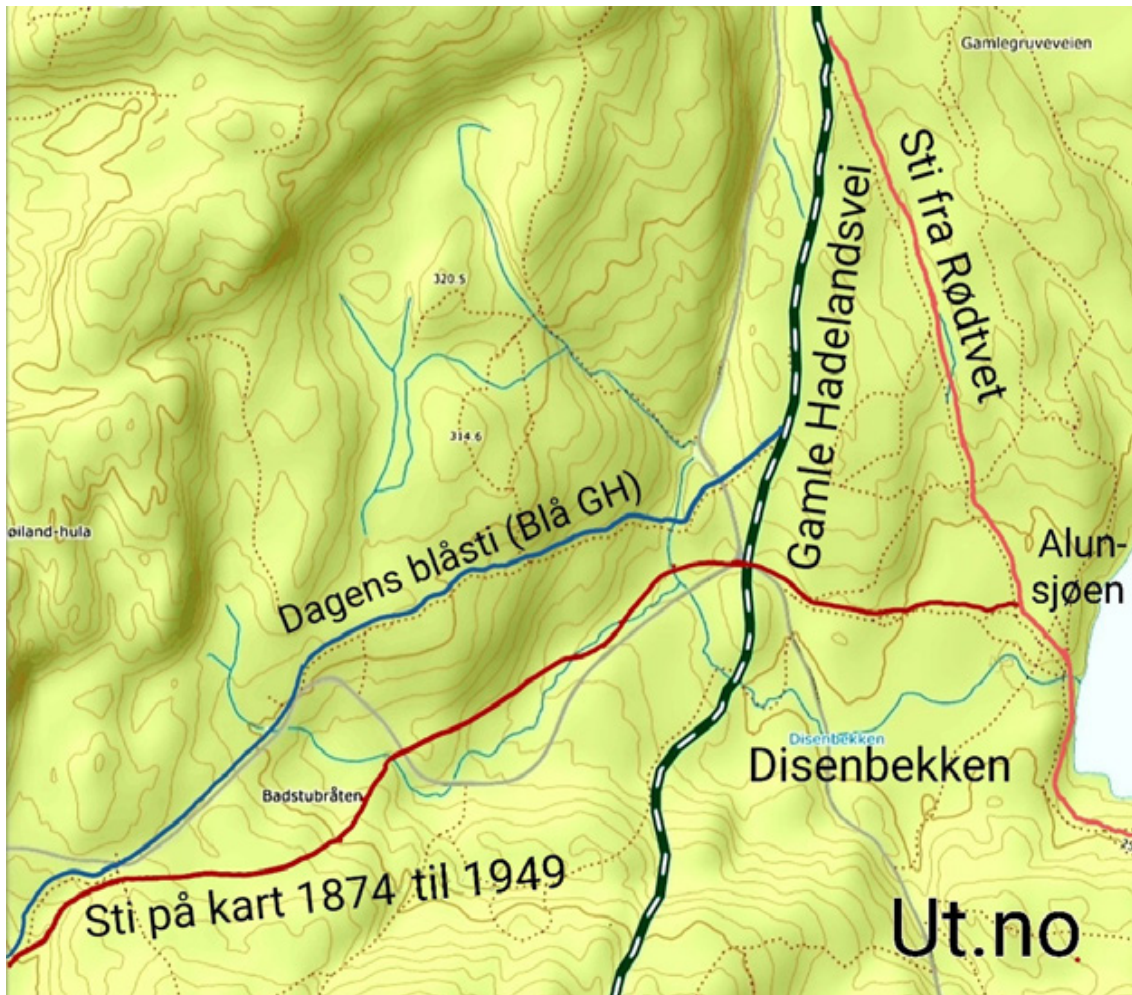 Gamlegruveveien
Sti fra Rødtvet
Gamle Hadelandsvei
320.5
314.6
øiland-hula
Dagens blåsti (Blå GH)
Alun-
sjøen
Disenbekken
Disenbekken
Badstubråten
Sti på kart 1874 til 1949
Ut.no